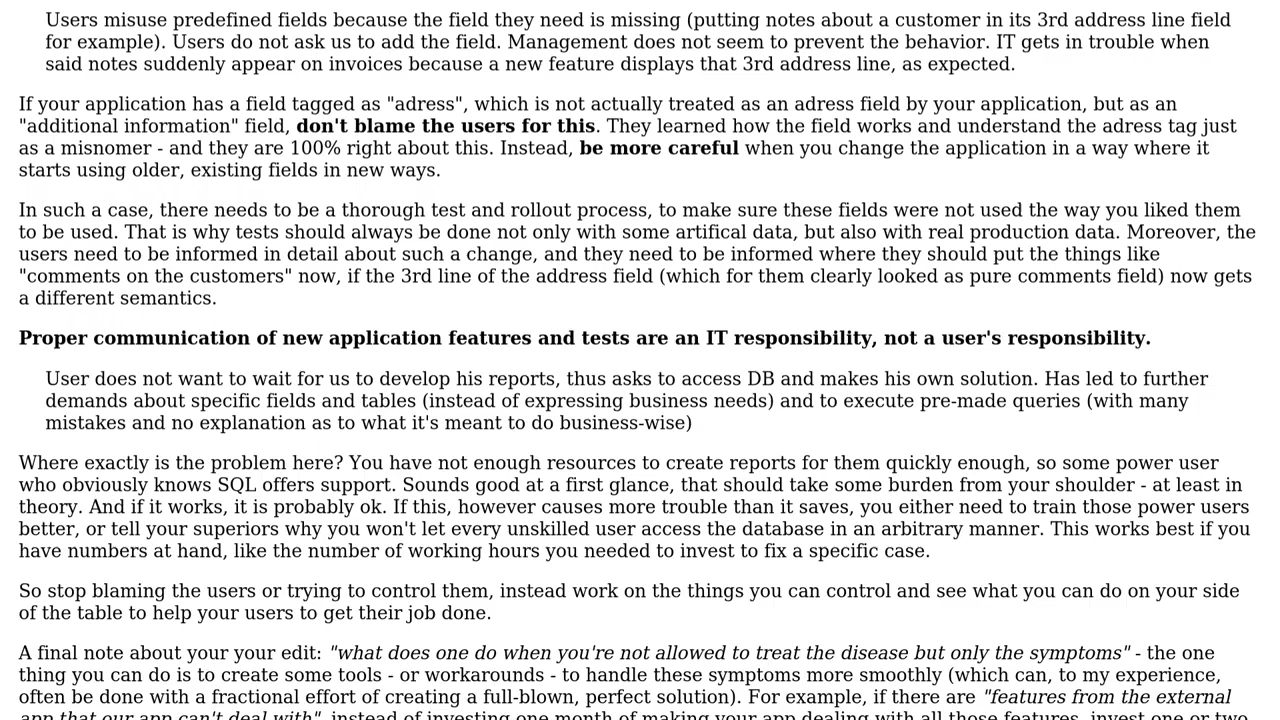 Users misuse predefined fields because the field they need is missing (putting notes about a customer in its 3rd address line field
for example). Users do not ask us to add the field. Management does not seem to prevent the behavior. IT gets in trouble when
said notes suddenly appear on invoices because a new feature displays that 3rd address line, as expected.
If your application has a field tagged as "adress", which is not actually treated as an adress field by your application, but as an
"additional information" field, don't blame the users for this. They learned how the field works and understand the adress tag just
as a misnomer - and they are 100% right about this. Instead, be more careful when you change the application in a way where it
starts using older, existing fields in new ways.
In such a case, there needs to be a thorough test and rollout process, to make sure these fields were not used the way you liked them
to be used. That is why tests should always be done not only with some artifical data, but also with real production data. Moreover, the
users need to be informed in detail about such a change, and they need to be informed where they should put the things like
"comments on the customers" now, if the 3rd line of the address field (which for them clearly looked as pure comments field) now gets
a different semantics.
Proper communication of new application features and tests are an IT responsibility, not a user's responsibility.
User does not want to wait for us to develop his reports, thus asks to access DB and makes his own solution. Has led to further
demands about specific fields and tables (instead of expressing business needs) and to execute pre-made queries (with many
mistakes and no explanation as to what it's meant to do business-wise)
Where exactly is the problem here? You have not enough resources to create reports for them quickly enough, so some power user
who obviously knows SQL offers support. Sounds good at a first glance, that should take some burden from your shoulder - at least in
theory. And if it works, it is probably ok. If this, however causes more trouble than it saves, you either need to train those power users
better, or tell your superiors why you won't let every unskilled user access the database in an arbitrary manner. This works best if you
have numbers at hand, like the number of working hours you needed to invest to fix a specific case.
So stop blaming the users or trying to control them, instead work on the things you can control and see what you can do on your side
of the table to help your users to get their job done.
A final note about your your edit: "what does one do when you're not allowed to treat the disease but only the symptoms" - the one
thing you can do is to create some tools - or workarounds - to handle these symptoms more smoothly (which can, to my experience,
often be done with a fractional effort of creating a full-blown, perfect solution). For example, if there are "features from the external
app that our app can't deal with", instead of investing one month of making your app dealing with all those features, invest one or two